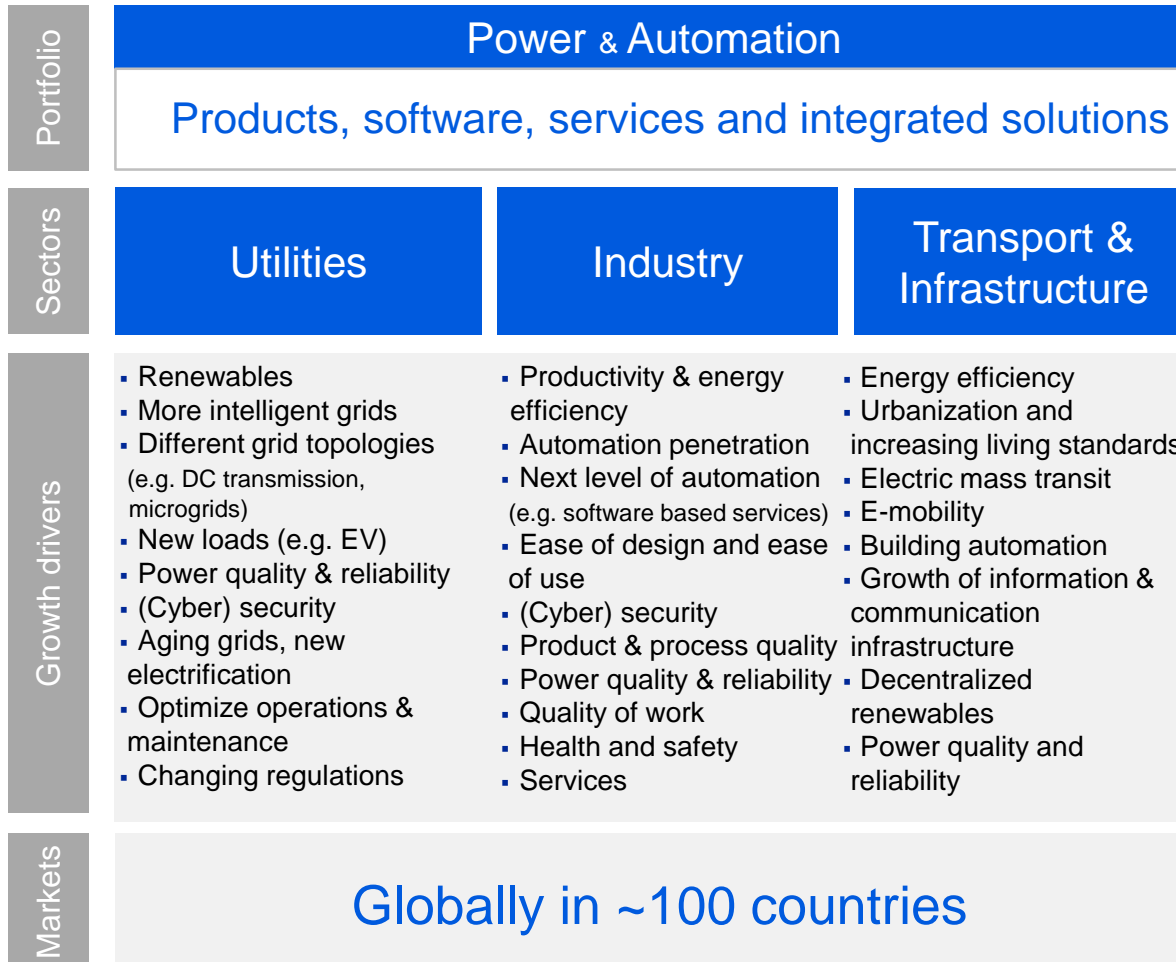 Portfolio
Power & Automation
Products, software, services and integrated solutions
Sectors
Utilities
Industry
Transport &
Infrastructure
Growth drivers
▪ Renewables
▪ More intelligent grids
▪ Different grid topologies
(e.g. DC transmission,
microgrids)
▪ New loads (e.g. EV)
▪ Power quality & reliability
▪ (Cyber) security
▪ Aging grids, new
electrification
▪ Optimize operations &
maintenance
▪ Changing regulations
▪ Productivity & energy
efficiency
▪ Automation penetration
▪ Next level of automation
(e.g. software based services)
▪ Ease of design and ease
of use
▪ (Cyber) security
▪ Product & process quality
▪ Power quality & reliability
▪ Quality of work
▪ Health and safety
▪ Services
▪ Energy efficiency
▪ Urbanization and
increasing living standards
▪ Electric mass transit
▪ E-mobility
▪ Building automation
▪ Growth of information &
communication
infrastructure
▪ Decentralized
renewables
▪ Power quality and
reliability
Markets
Globally in ~100 countries